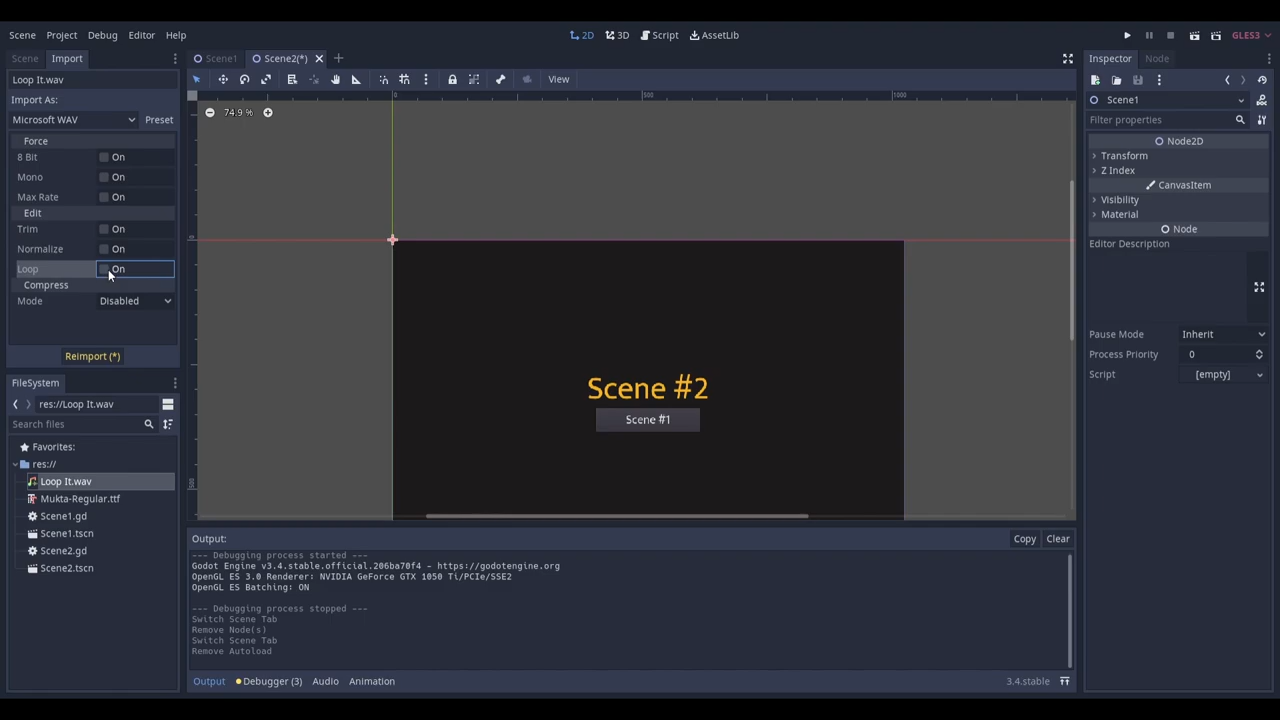 Scene Project Debug Editor Help
2D 3D Script AssetLib
GLES3
Scene Import
Loop It.wav
Import As:
Microsoft WAV Preset
Force
8 Bit On
Mono On
Max Rate On
Edit
Trim On
Normalize On
Loop On
Compress
Mode Disabled
Reimport (*)
FileSystem
res://Loop It.wav
Search files
Favorites:
res://
Loop It.wav
Mukta-Regular.ttf
Scene1.gd
Scene1.tscn
Scene2.gd
Scene2.tscn
Scene1 Scene2(*)
View
0 500 1000
74.9 %
0
500
Scene #2
Scene #1
Output: Copy Clear
--- Debugging process started ---
Godot Engine v3.4.stable.official.206ba70f4 - https://godotengine.org
OpenGL ES 3.0 Renderer: NVIDIA GeForce GTX 1050 Ti/PCIe/SSE2
OpenGL ES Batching: ON
--- Debugging process stopped ---
Switch Scene Tab
Remove Node(s)
Switch Scene Tab
Remove Autoload
Output Debugger (3) Audio Animation 3.4.stable
Inspector Node
Scene1
Filter properties
Node2D
Transform
Z Index
CanvasItem
Visibility
Material
Node
Editor Description
Pause Mode Inherit
Process Priority 0
Script [empty]